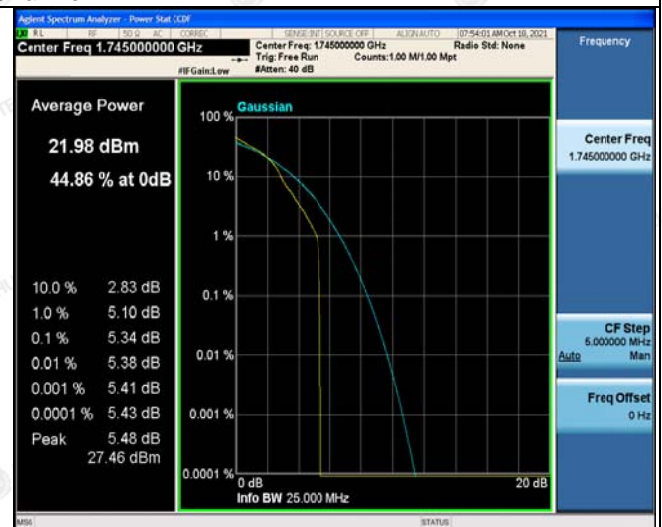 Agilent Spectrum Analyzer - Power Stat CCDF
RL RF 50 Ω AC CORREC SENSE:INT SOURCE OFF ALIGN AUTO 07:54:01 AM Oct 18, 2021
Center Freq 1.745000000 GHz
Center Freq: 1.745000000 GHz Radio Std: None
Trig: Free Run Counts:1.00 M/1.00 Mpt
#IFGain:Low #Atten: 40 dB
Frequency
Average Power
21.98 dBm
44.86 % at 0dB
10.0 % 2.83 dB
1.0 % 5.10 dB
0.1 % 5.34 dB
0.01 % 5.38 dB
0.001 % 5.41 dB
0.0001 % 5.43 dB
Peak 5.48 dB
27.46 dBm
Gaussian
100 %
10 %
1 %
0.1 %
0.01 %
0.001 %
0.0001 %
0 dB 20 dB
Info BW 25.000 MHz
Center Freq
1.745000000 GHz
CF Step
5.000000 MHz
Auto Man
Freq Offset
0 Hz
MSG STATUS